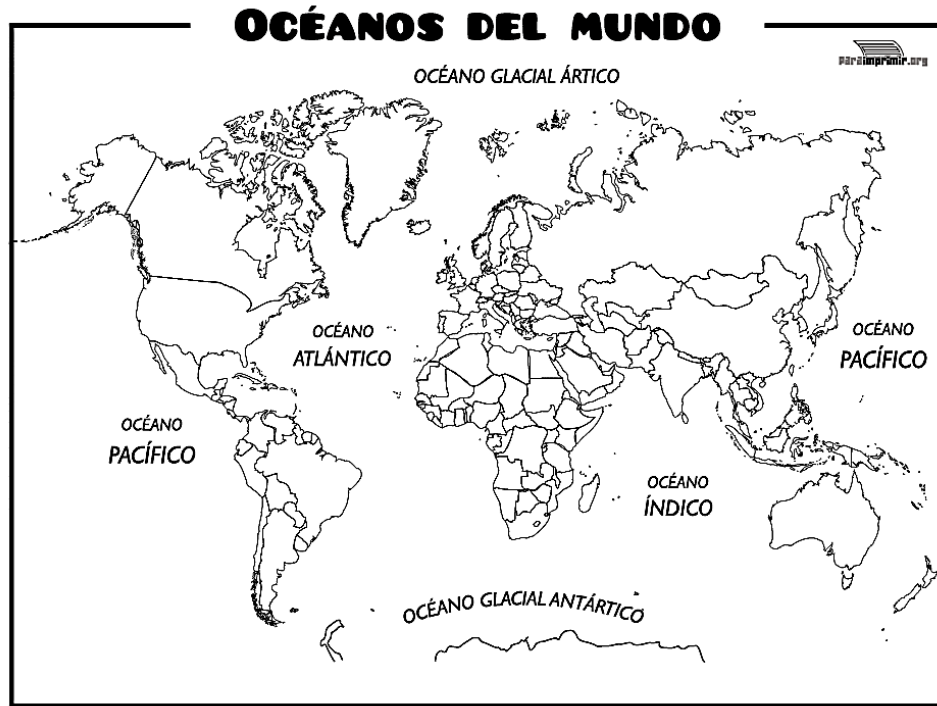 OCÉANOS DEL MUNDO
paraimprimir.org
OCÉANO GLACIAL ÁRTICO
OCÉANO
ATLÁNTICO
OCÉANO
PACÍFICO
OCÉANO
PACÍFICO
OCÉANO
ÍNDICO
OCÉANO GLACIAL ANTÁRTICO